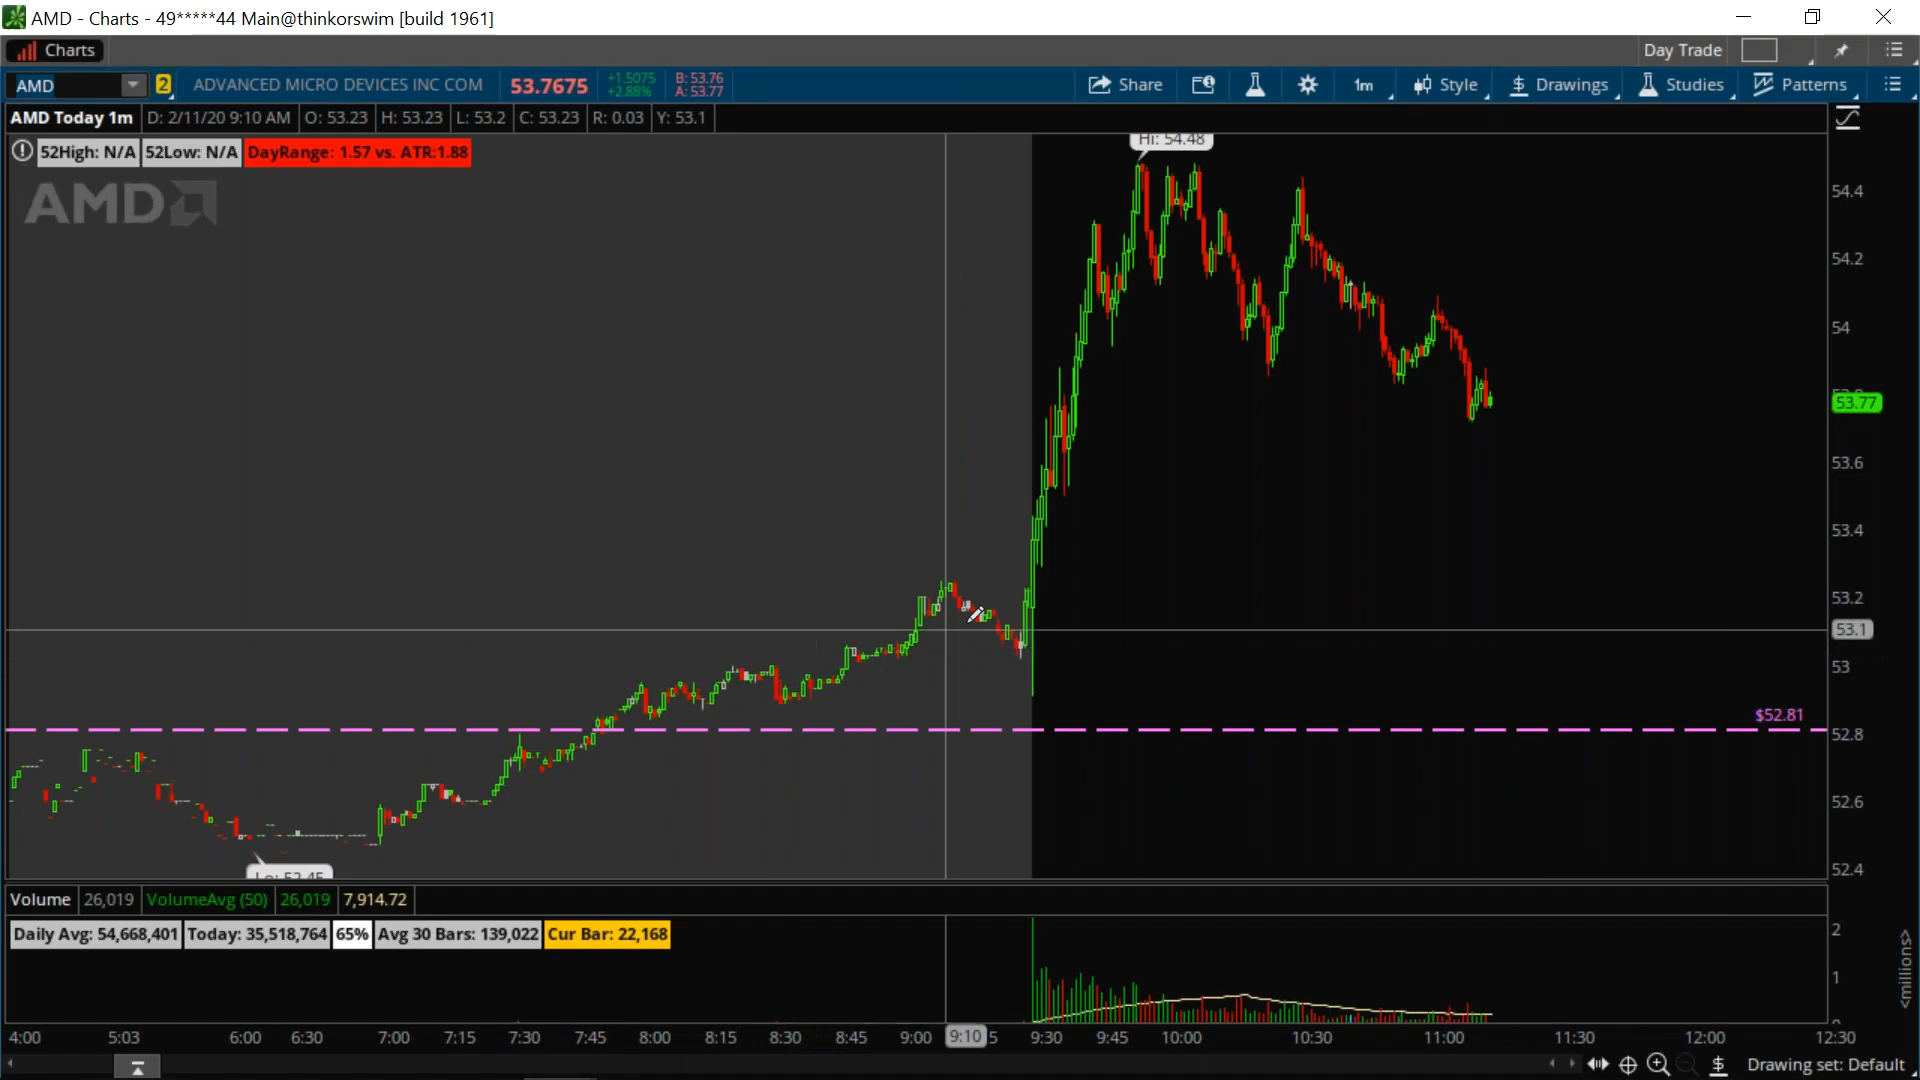 AMD - Charts - 49*****44 Main@thinkorswim [build 1961]
Charts
Day Trade
AMD 2 ADVANCED MICRO DEVICES INC COM 53.7675 +1.5075 +2.88% B: 53.76 A: 53.77 Share 1m Style $ Drawings Studies Patterns
AMD Today 1m D: 2/11/20 9:10 AM O: 53.23 H: 53.23 L: 53.2 C: 53.23 R: 0.03 Y: 53.1
52High: N/A 52Low: N/A DayRange: 1.57 vs. ATR:1.88
Hi: 54.48
AMD
54.4
54.2
54
53.77
53.6
53.4
53.2
53.1
53
$52.81
52.8
52.6
Lo: 52.45
52.4
Volume 26,019 VolumeAvg (50) 26,019 7,914.72
Daily Avg: 54,668,401 Today: 35,518,764 65% Avg 30 Bars: 139,022 Cur Bar: 22,168
2
1
<millions>
4:00 5:03 6:00 6:30 7:00 7:15 7:30 7:45 8:00 8:15 8:30 8:45 9:00 9:10 5 9:30 9:45 10:00 10:30 11:00 11:30 12:00 12:30
$ Drawing set: Default